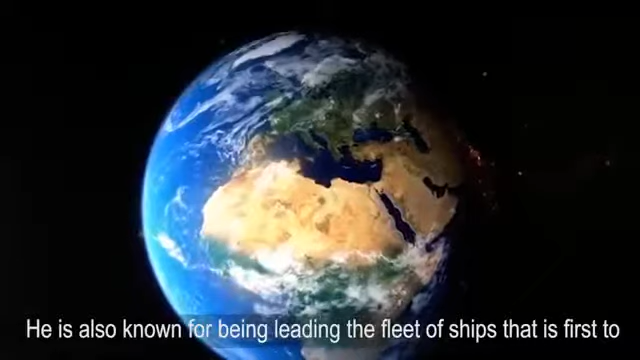 He is also known for being leading the fleet of ships that is first to